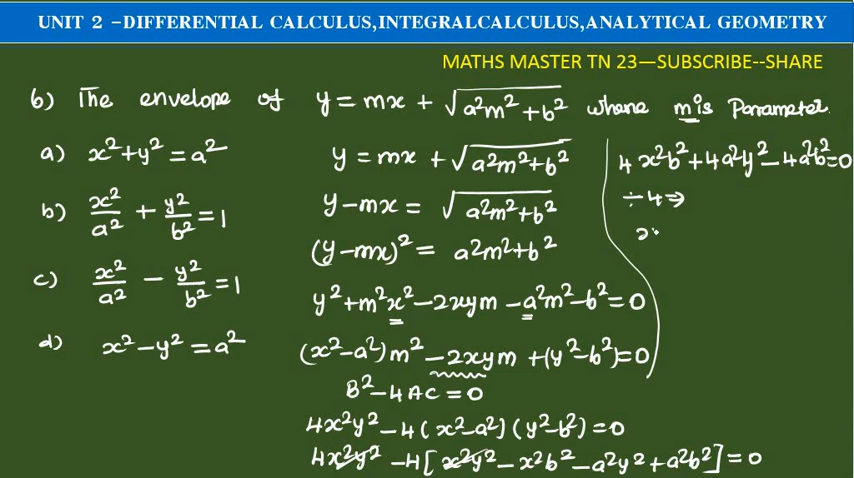 UNIT 2 –DIFFERENTIAL CALCULUS,INTEGRALCALCULUS,ANALYTICAL GEOMETRY
MATHS MASTER TN 23—SUBSCRIBE--SHARE
6) The envelope of y = mx + √(a²m²+b²) where m is Parameter.
a) x²+y² = a²
b) x²/a² + y²/b² = 1
c) x²/a² − y²/b² = 1
d) x²−y² = a²
y = mx + √(a²m²+b²)
y−mx = √(a²m²+b²)
(y−mx)² = a²m²+b²
y²+m²x²−2xym −a²m²−b²=0
(x²−a²)m² −2xym +(y²−b²)=0
B²−4AC = 0
4x²y² −4(x²−a²)(y²−b²) = 0
4x²y² −4[x²y² − x²b² − a²y² + a²b²] = 0
4x²b²+4a²y²−4a²b²=0
÷4⇒